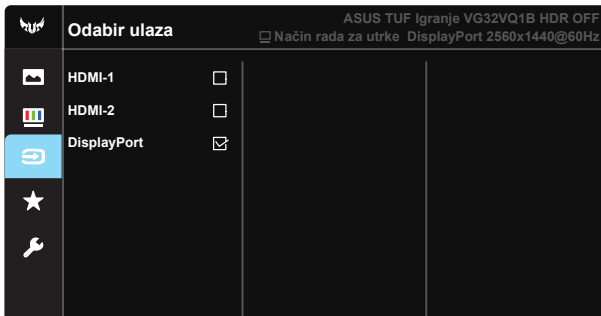 Odabir ulaza
ASUS TUF Igranje VG32VQ1B HDR OFF
Način rada za utrke DisplayPort 2560x1440@60Hz
HDMI-1
HDMI-2
DisplayPort